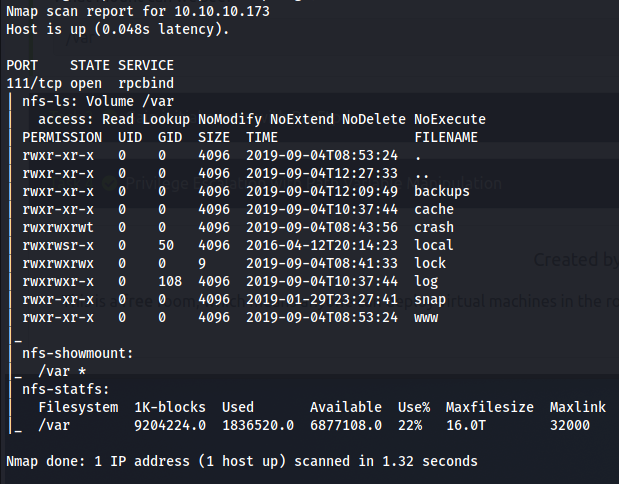 Nmap scan report for 10.10.10.173
Host is up (0.048s latency).
PORT    STATE SERVICE
111/tcp open  rpcbind
| nfs-ls: Volume /var
|   access: Read Lookup NoModify NoExtend NoDelete NoExecute
| PERMISSION  UID  GID  SIZE  TIME                 FILENAME
| rwxr-xr-x   0    0    4096  2019-09-04T08:53:24  .
| rwxr-xr-x   0    0    4096  2019-09-04T12:27:33  ..
| rwxr-xr-x   0    0    4096  2019-09-04T12:09:49  backups
| rwxr-xr-x   0    0    4096  2019-09-04T10:37:44  cache
| rwxrwxrwt   0    0    4096  2019-09-04T08:43:56  crash
| rwxrwsr-x   0    50   4096  2016-04-12T20:14:23  local
| rwxrwxrwx   0    0    9     2019-09-04T08:41:33  lock
| rwxrwxr-x   0    108  4096  2019-09-04T10:37:44  log
| rwxr-xr-x   0    0    4096  2019-01-29T23:27:41  snap
| rwxr-xr-x   0    0    4096  2019-09-04T08:53:24  www
|_
| nfs-showmount:
|_  /var *
| nfs-statfs:
|   Filesystem  1K-blocks  Used       Available  Use%  Maxfilesize  Maxlink
|_  /var        9204224.0  1836520.0  6877108.0  22%   16.0T        32000
Nmap done: 1 IP address (1 host up) scanned in 1.32 seconds
Created by
virtual machines in the